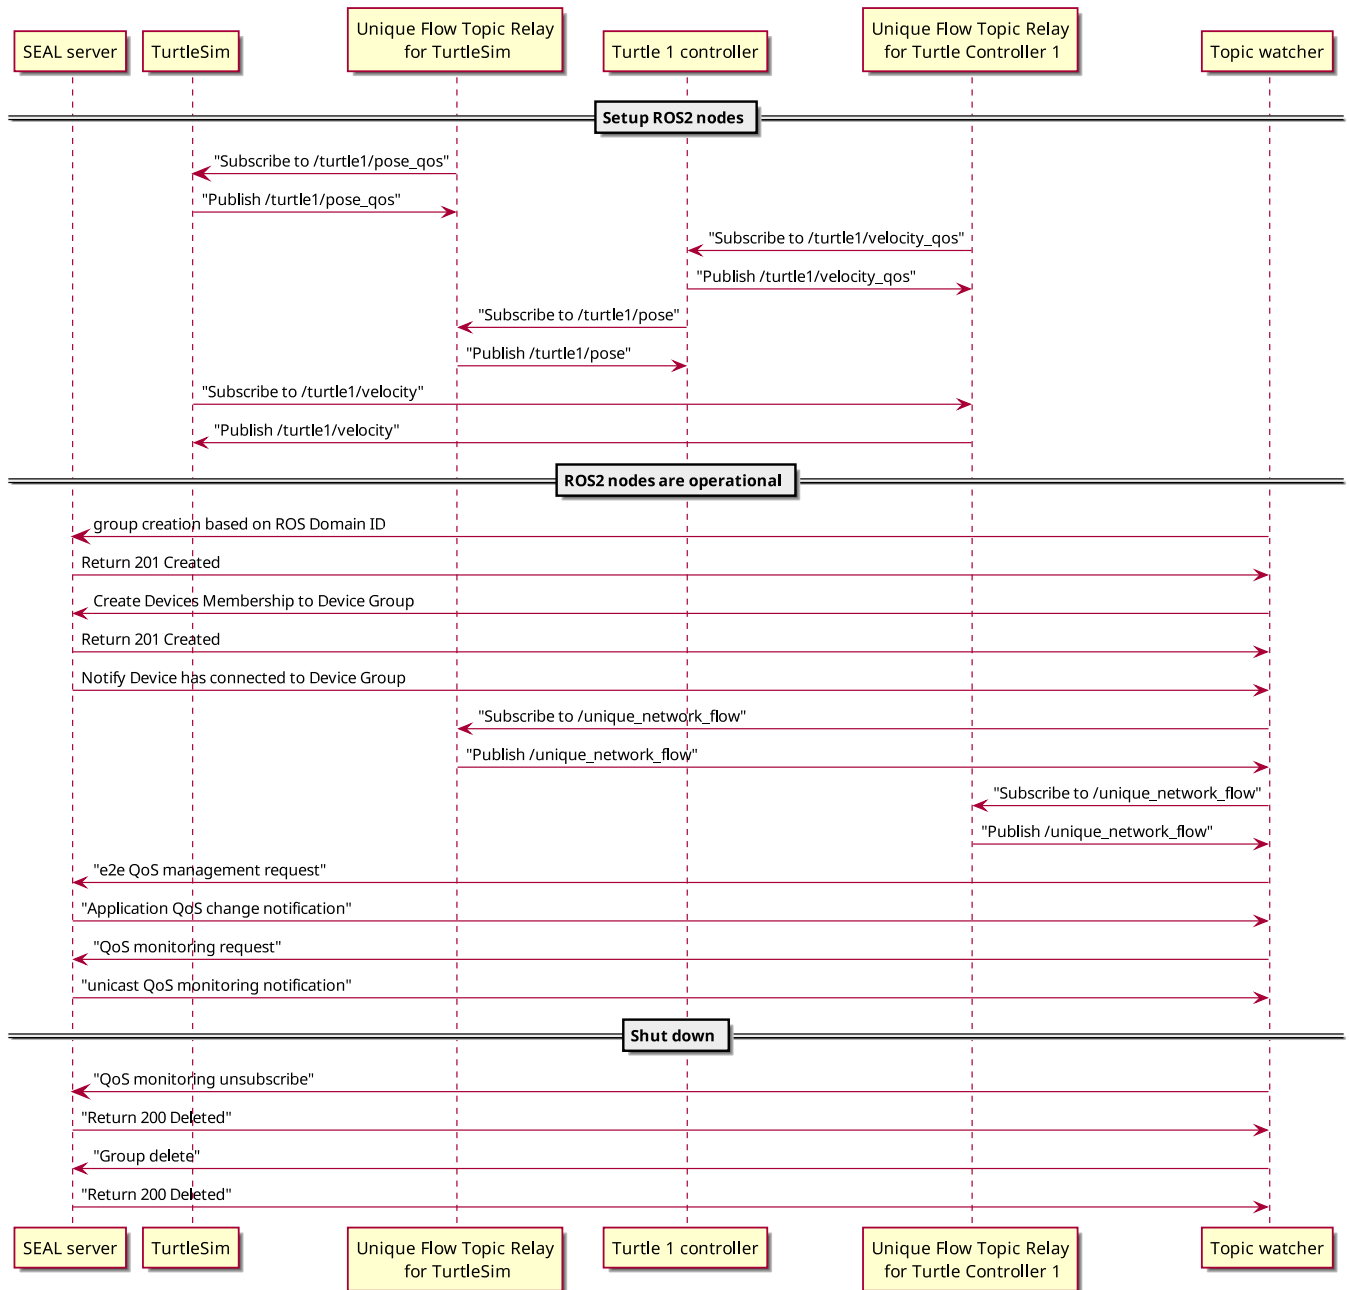 Unique Flow Topic Relay
for TurtleSim
Unique Flow Topic Relay
for Turtle Controller 1
SEAL server
TurtleSim
Turtle 1 controller
Topic watcher
Setup ROS2 nodes
"Subscribe to /turtle1/pose_qos"
"Publish /turtle1/pose_qos"
"Subscribe to /turtle1/velocity_qos"
"Publish /turtle1/velocity_qos"
"Subscribe to /turtle1/pose"
"Publish /turtle1/pose"
"Subscribe to /turtle1/velocity"
"Publish /turtle1/velocity"
ROS2 nodes are operational
group creation based on ROS Domain ID
Return 201 Created
Create Devices Membership to Device Group
Return 201 Created
Notify Device has connected to Device Group
"Subscribe to /unique_network_flow"
"Publish /unique_network_flow"
"Subscribe to /unique_network_flow"
"Publish /unique_network_flow"
"e2e QoS management request"
"Application QoS change notification"
"QoS monitoring request"
"unicast QoS monitoring notification"
Shut down
"QoS monitoring unsubscribe"
"Return 200 Deleted"
"Group delete"
"Return 200 Deleted"
SEAL server
TurtleSim
Unique Flow Topic Relay
for TurtleSim
Turtle 1 controller
Unique Flow Topic Relay
for Turtle Controller 1
Topic watcher